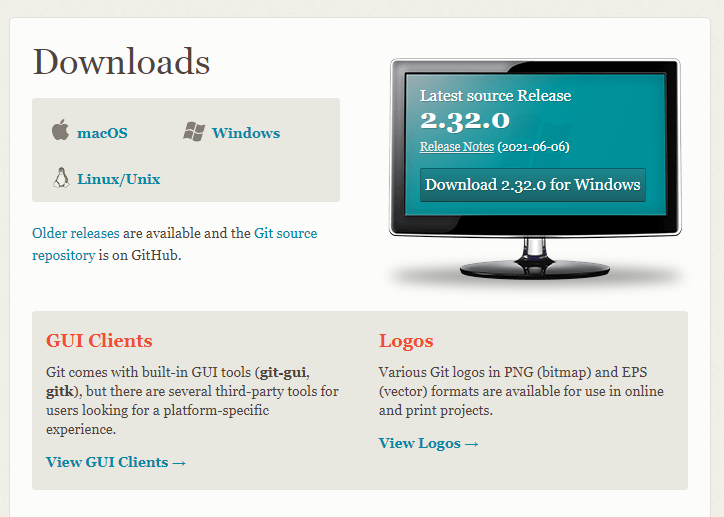 Downloads
macOS
Windows
Linux/Unix
Older releases are available and the Git source
repository is on GitHub.
Latest source Release
2.32.0
Release Notes (2021-06-06)
Download 2.32.0 for Windows
GUI Clients
Git comes with built-in GUI tools (git-gui,
gitk), but there are several third-party tools for
users looking for a platform-specific
experience.
View GUI Clients →
Logos
Various Git logos in PNG (bitmap) and EPS
(vector) formats are available for use in online
and print projects.
View Logos →